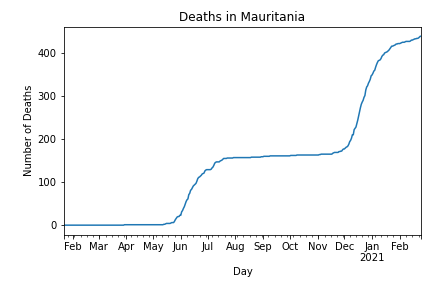 Deaths in Mauritania
Number of Deaths
400
300
200
100
0
Feb Mar Apr May Jun Jul Aug Sep Oct Nov Dec Jan Feb
2021
Day